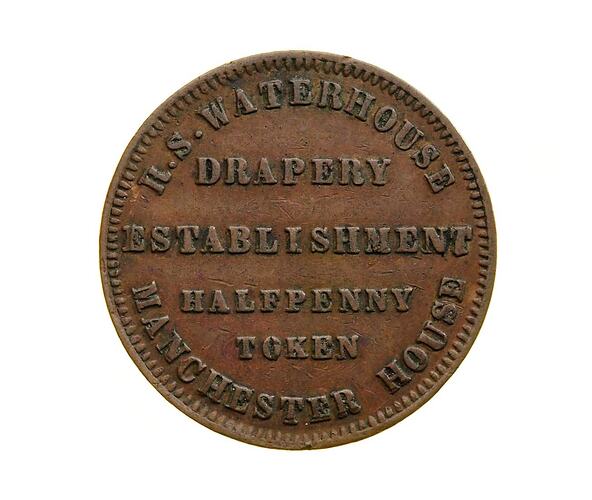 R.S. WATERHOUSE
DRAPERY
ESTABLISHMENT
HALFPENNY
TOKEN
MANCHESTER HOUSE